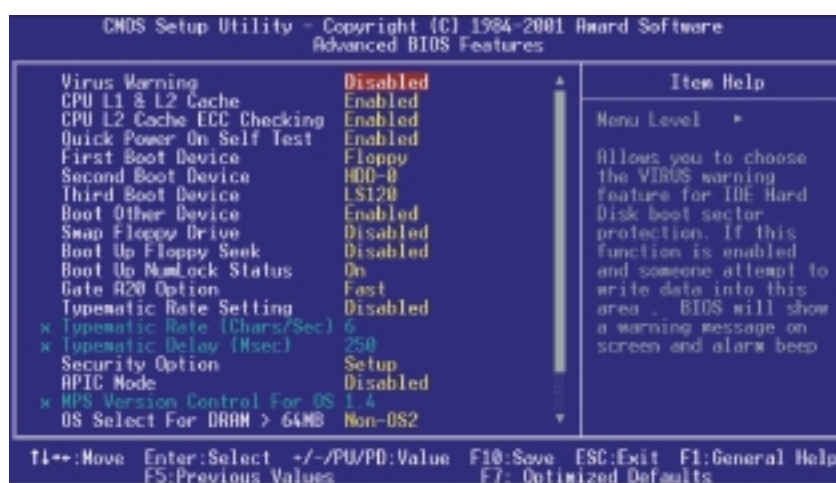 CMOS Setup Utility - Copyright (C) 1984-2001 Award Software
Advanced BIOS Features
Virus Warning Disabled
CPU L1 & L2 Cache Enabled
CPU L2 Cache ECC Checking Enabled
Quick Power On Self Test Enabled
First Boot Device Floppy
Second Boot Device HDD-0
Third Boot Device LS120
Boot Other Device Enabled
Swap Floppy Drive Disabled
Boot Up Floppy Seek Disabled
Boot Up NumLock Status On
Gate A20 Option Fast
Typematic Rate Setting Disabled
x Typematic Rate (Chars/Sec) 6
x Typematic Delay (Msec) 250
Security Option Setup
APIC Mode Disabled
x MPS Version Control For OS 1.4
OS Select For DRAM > 64MB Non-OS2
Item Help
Menu Level ▸
Allows you to choose
the VIRUS warning
feature for IDE Hard
Disk boot sector
protection. If this
function is enabled
and someone attempt to
write data into this
area , BIOS will show
a warning message on
screen and alarm beep
↑↓→←:Move Enter:Select +/-/PU/PD:Value F10:Save ESC:Exit F1:General Help
F5:Previous Values F7: Optimized Defaults